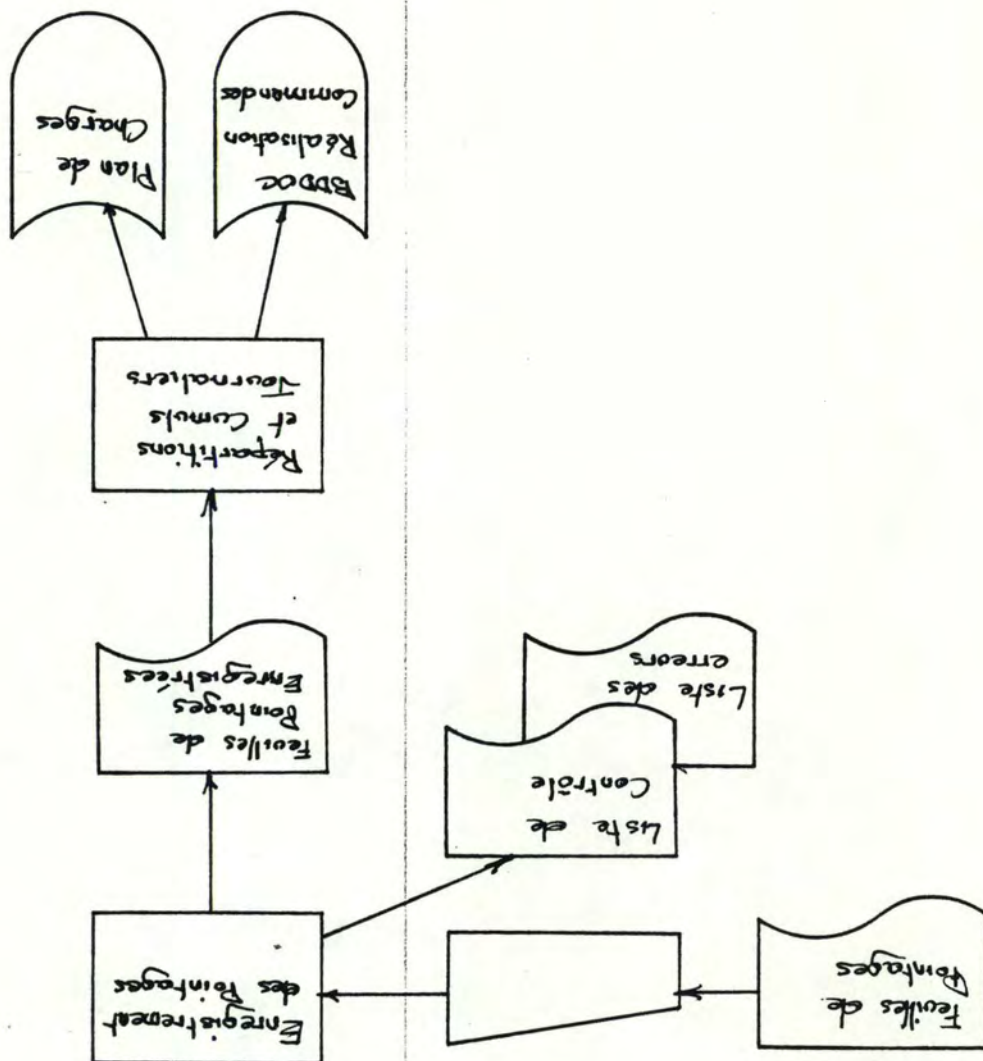 Feuilles de
Pointages
Enregistrement
des Pointages
Liste de
Contrôle
Liste des
erreurs
Feuilles de
Pointages
Enregistrées
Répartitions
et Cumuls
Journaliers
BDDOC
Réalisation
Commandes
Plan de
Charges